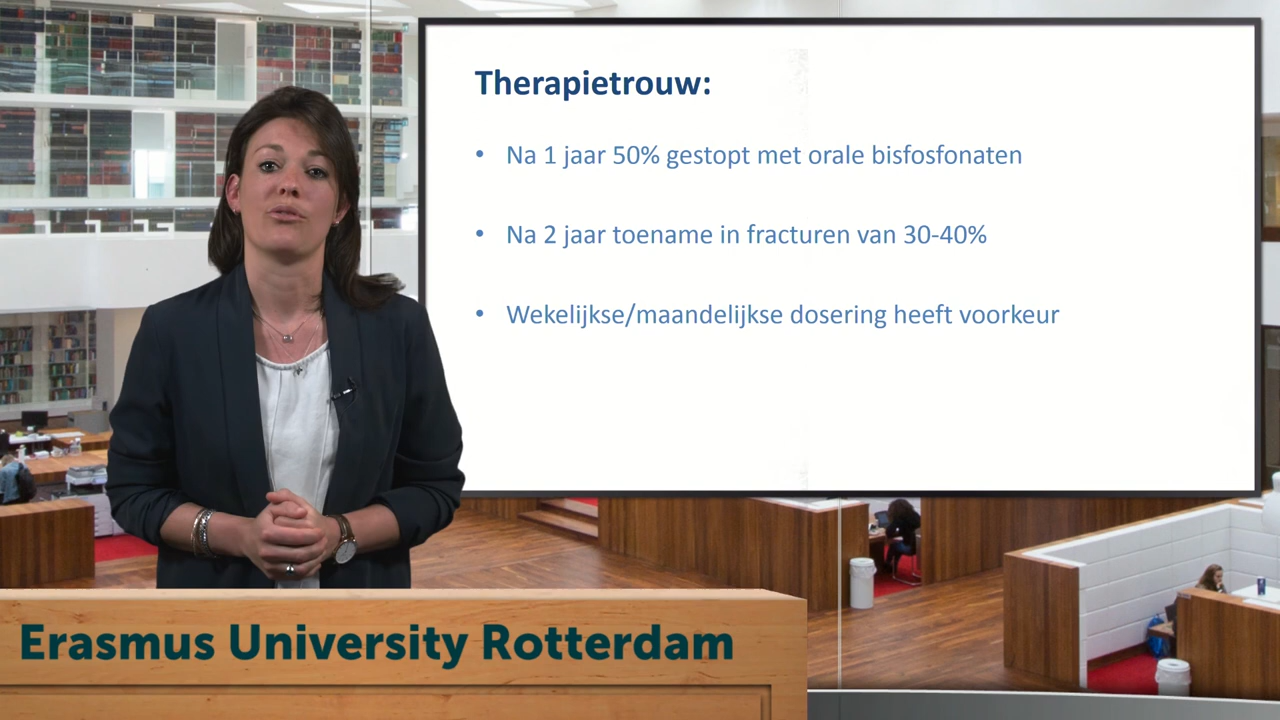 Therapietrouw:
• Na 1 jaar 50% gestopt met orale bisfosfonaten
• Na 2 jaar toename in fracturen van 30-40%
• Wekelijkse/maandelijkse dosering heeft voorkeur
Erasmus University Rotterdam